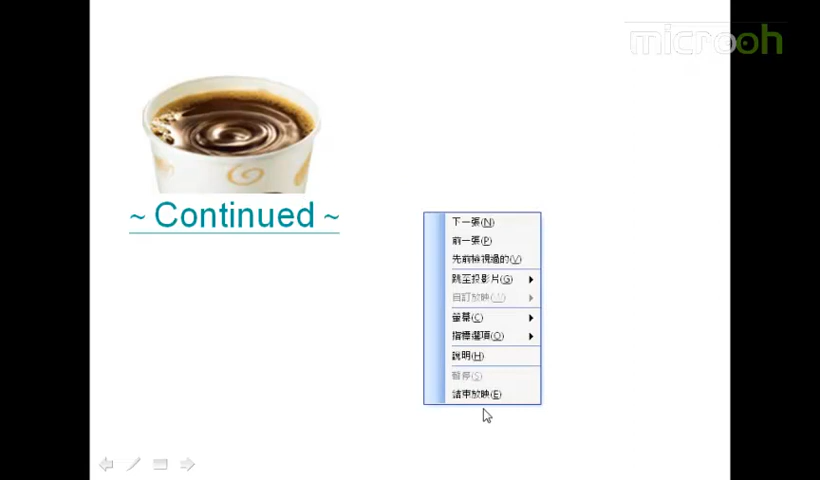 microoh
~ Continued ~
下一張(N)
前一張(P)
先前檢視過的(V)
跳至投影片(G)
自訂放映(W)
螢幕(C)
指標選項(O)
說明(H)
暫停(S)
結束放映(E)